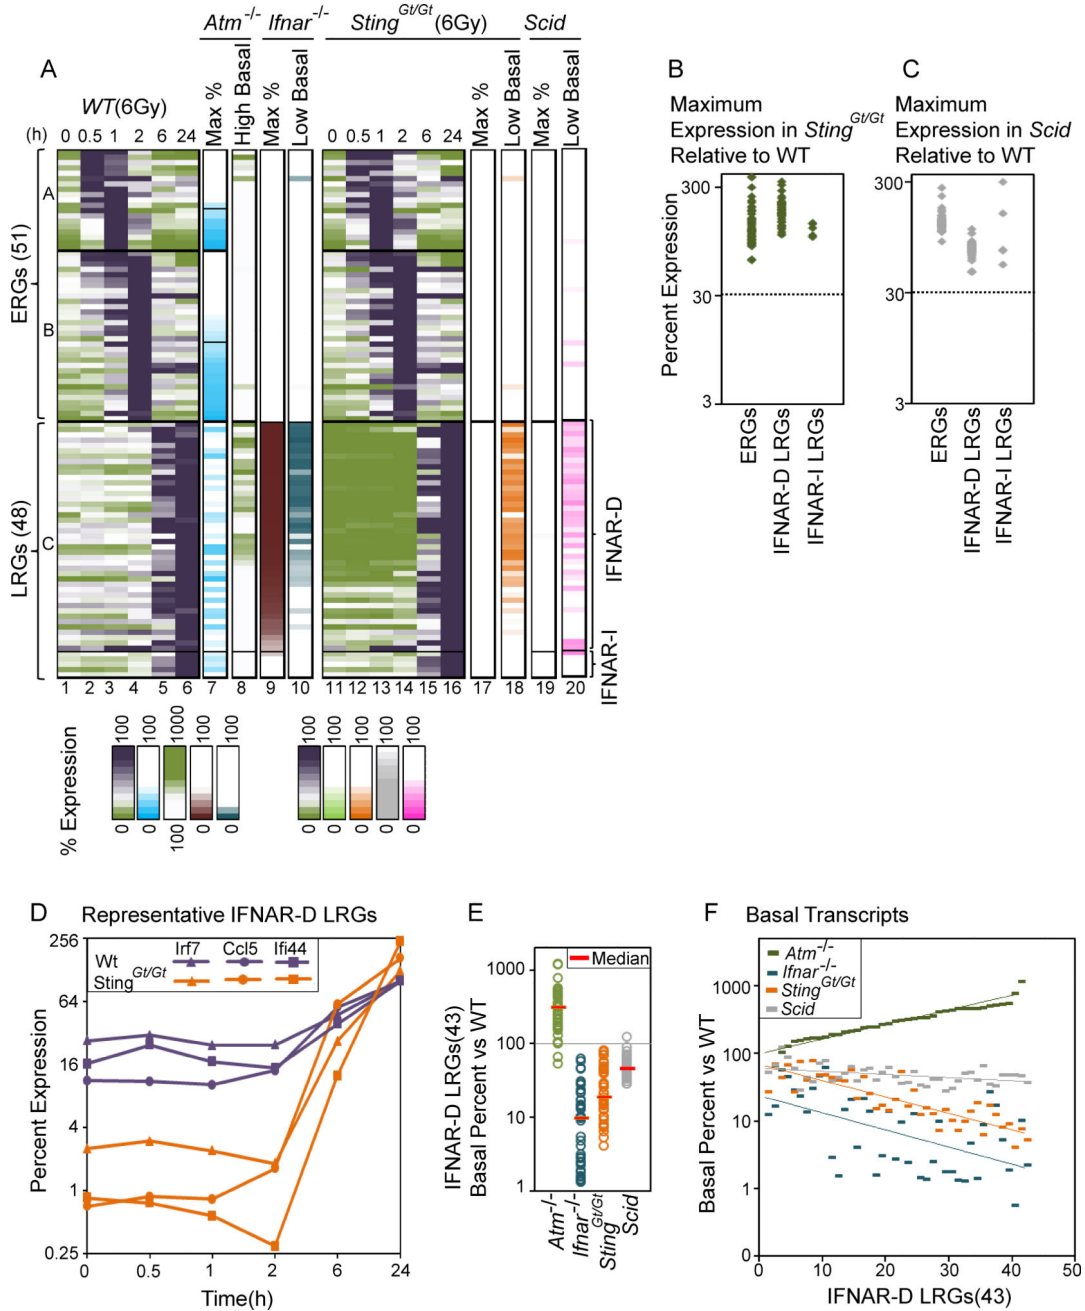 A
Atm-/- Ifnar-/- StingGt/Gt (6Gy) Scid
WT(6Gy)
(h) 0 0.5 1 2 6 24 Max % High Basal Max % Low Basal 0 0.5 1 2 6 24 Max % Low Basal Max % Low Basal
ERGs (51)
A
B
LRGs (48)
C
IFNAR-D
IFNAR-I
1 2 3 4 5 6 7 8 9 10 11 12 13 14 15 16 17 18 19 20
% Expression
100 100 1000 100 100 100 100 100 100 100
0 0 100 0 0 0 0 0 0 0
B
Maximum
Expression in StingGt/Gt
Relative to WT
Percent Expression
300
30
3
ERGs
IFNAR-D LRGs
IFNAR-I LRGs
C
Maximum
Expression in Scid
Relative to WT
300
30
3
ERGs
IFNAR-D LRGs
IFNAR-I LRGs
D Representative IFNAR-D LRGs
Irf7 Ccl5 Ifi44
Wt
StingGt/Gt
Percent Expression
256
64
16
4
1
0.25
0 0.5 1 2 6 24
Time(h)
E
Median
IFNAR-D LRGs(43)
Basal Percent vs WT
1000
100
10
1
Atm-/-
Ifnar-/-
StingGt/Gt
Scid
F Basal Transcripts
Atm-/-
Ifnar-/-
StingGt/Gt
Scid
Basal Percent vs WT
10000
1000
100
10
1
0
0 10 20 30 40 50
IFNAR-D LRGs(43)